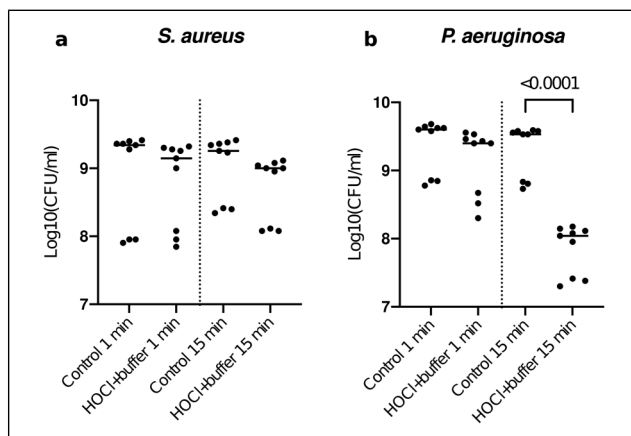 a
S. aureus
Log10(CFU/ml)
10
9
8
7
Control 1 min
HOCl+buffer 1 min
Control 15 min
HOCl+buffer 15 min
b
P. aeruginosa
<0.0001
Log10(CFU/ml)
10
9
8
7
Control 1 min
HOCl+buffer 1 min
Control 15 min
HOCl+buffer 15 min